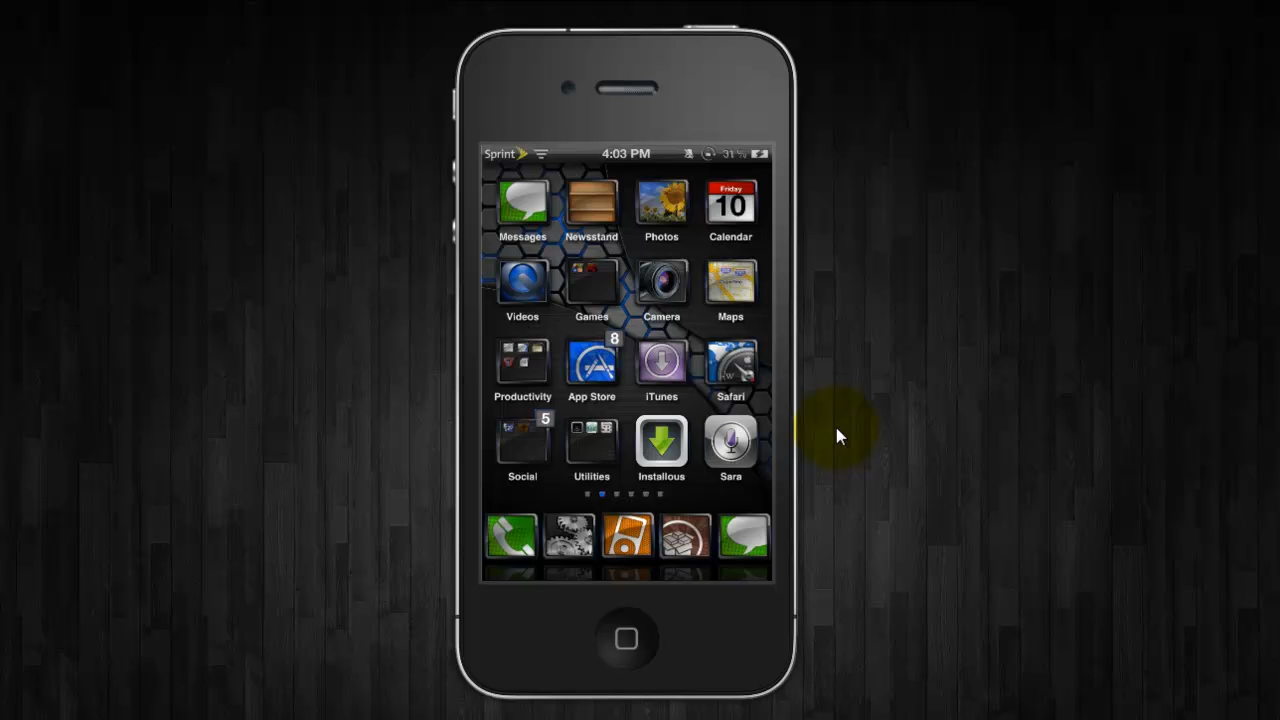 Sprint 4:03 PM 31%
Friday
10
Messages Newsstand Photos Calendar
Videos Games Camera Maps
8
Productivity App Store iTunes Safari
5
Social Utilities Installous Sara